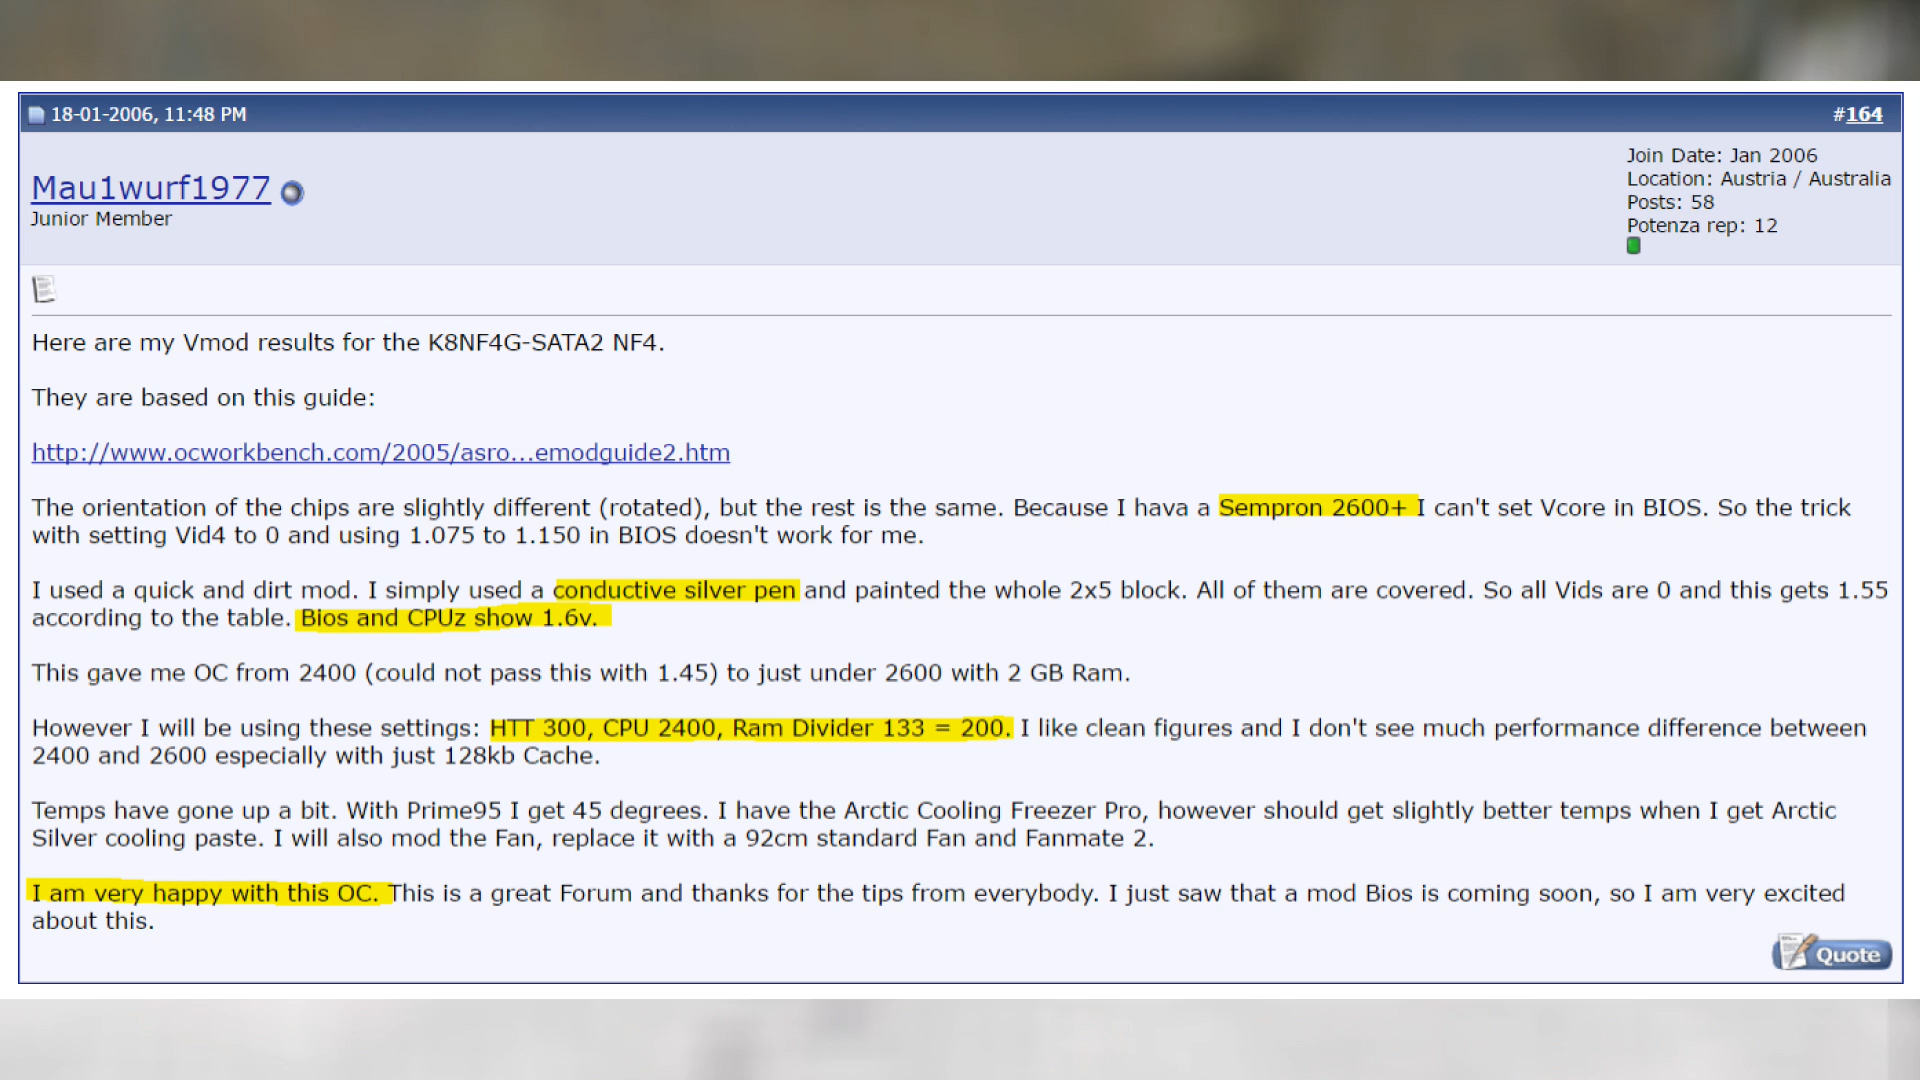 18-01-2006, 11:48 PM
#164
Mau1wurf1977
Junior Member
Join Date: Jan 2006
Location: Austria / Australia
Posts: 58
Potenza rep: 12
Here are my Vmod results for the K8NF4G-SATA2 NF4.
They are based on this guide:
http://www.ocworkbench.com/2005/asro...emodguide2.htm
The orientation of the chips are slightly different (rotated), but the rest is the same. Because I hava a Sempron 2600+ I can't set Vcore in BIOS. So the trick
with setting Vid4 to 0 and using 1.075 to 1.150 in BIOS doesn't work for me.
I used a quick and dirt mod. I simply used a conductive silver pen and painted the whole 2x5 block. All of them are covered. So all Vids are 0 and this gets 1.55
according to the table. Bios and CPUz show 1.6v.
This gave me OC from 2400 (could not pass this with 1.45) to just under 2600 with 2 GB Ram.
However I will be using these settings: HTT 300, CPU 2400, Ram Divider 133 = 200. I like clean figures and I don't see much performance difference between
2400 and 2600 especially with just 128kb Cache.
Temps have gone up a bit. With Prime95 I get 45 degrees. I have the Arctic Cooling Freezer Pro, however should get slightly better temps when I get Arctic
Silver cooling paste. I will also mod the Fan, replace it with a 92cm standard Fan and Fanmate 2.
I am very happy with this OC. This is a great Forum and thanks for the tips from everybody. I just saw that a mod Bios is coming soon, so I am very excited
about this.
Quote